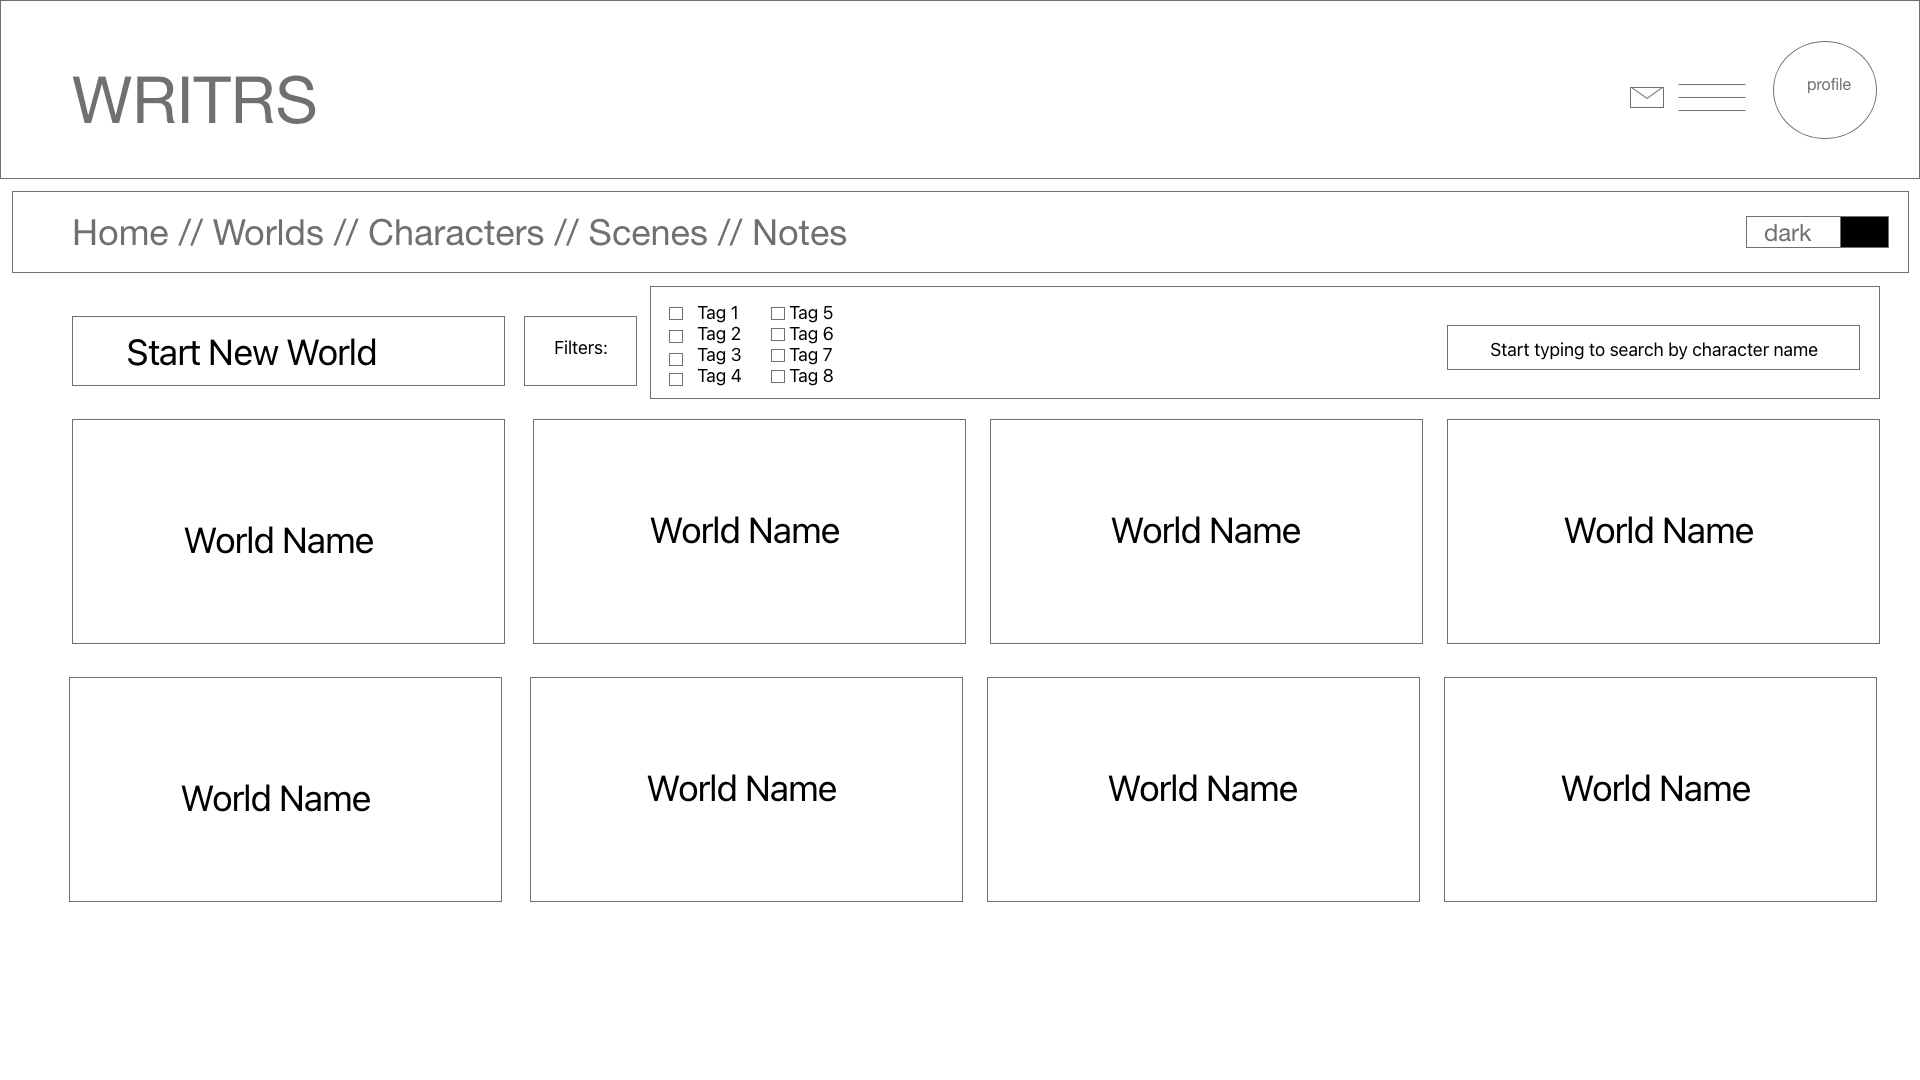 WRITRS
profile
Home // Worlds // Characters // Scenes // Notes
dark
Start New World
Filters:
Tag 1
Tag 2
Tag 3
Tag 4
Tag 5
Tag 6
Tag 7
Tag 8
Start typing to search by character name
World Name
World Name
World Name
World Name
World Name
World Name
World Name
World Name